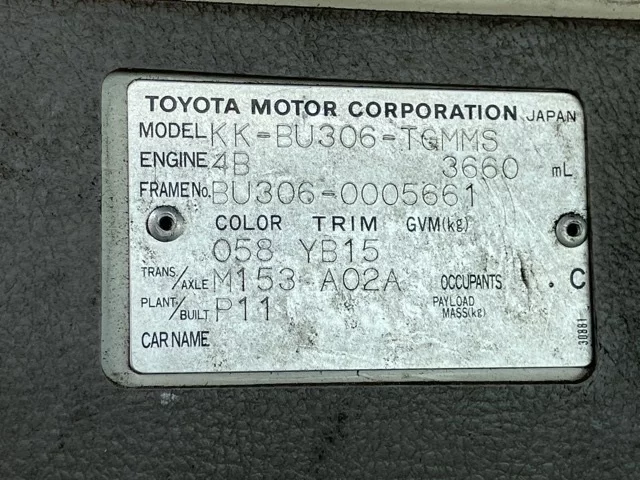 TOYOTA MOTOR CORPORATION JAPAN
MODEL KK-BU306-TGMMS
ENGINE 4B 3660 mL
FRAME No. BU306-0005661
COLOR TRIM GVM(kg)
058 YB15
TRANS./AXLE M153-A02A OCCUPANTS . C
PLANT/BUILT P11 PAYLOAD MASS(kg)
CAR NAME
30881